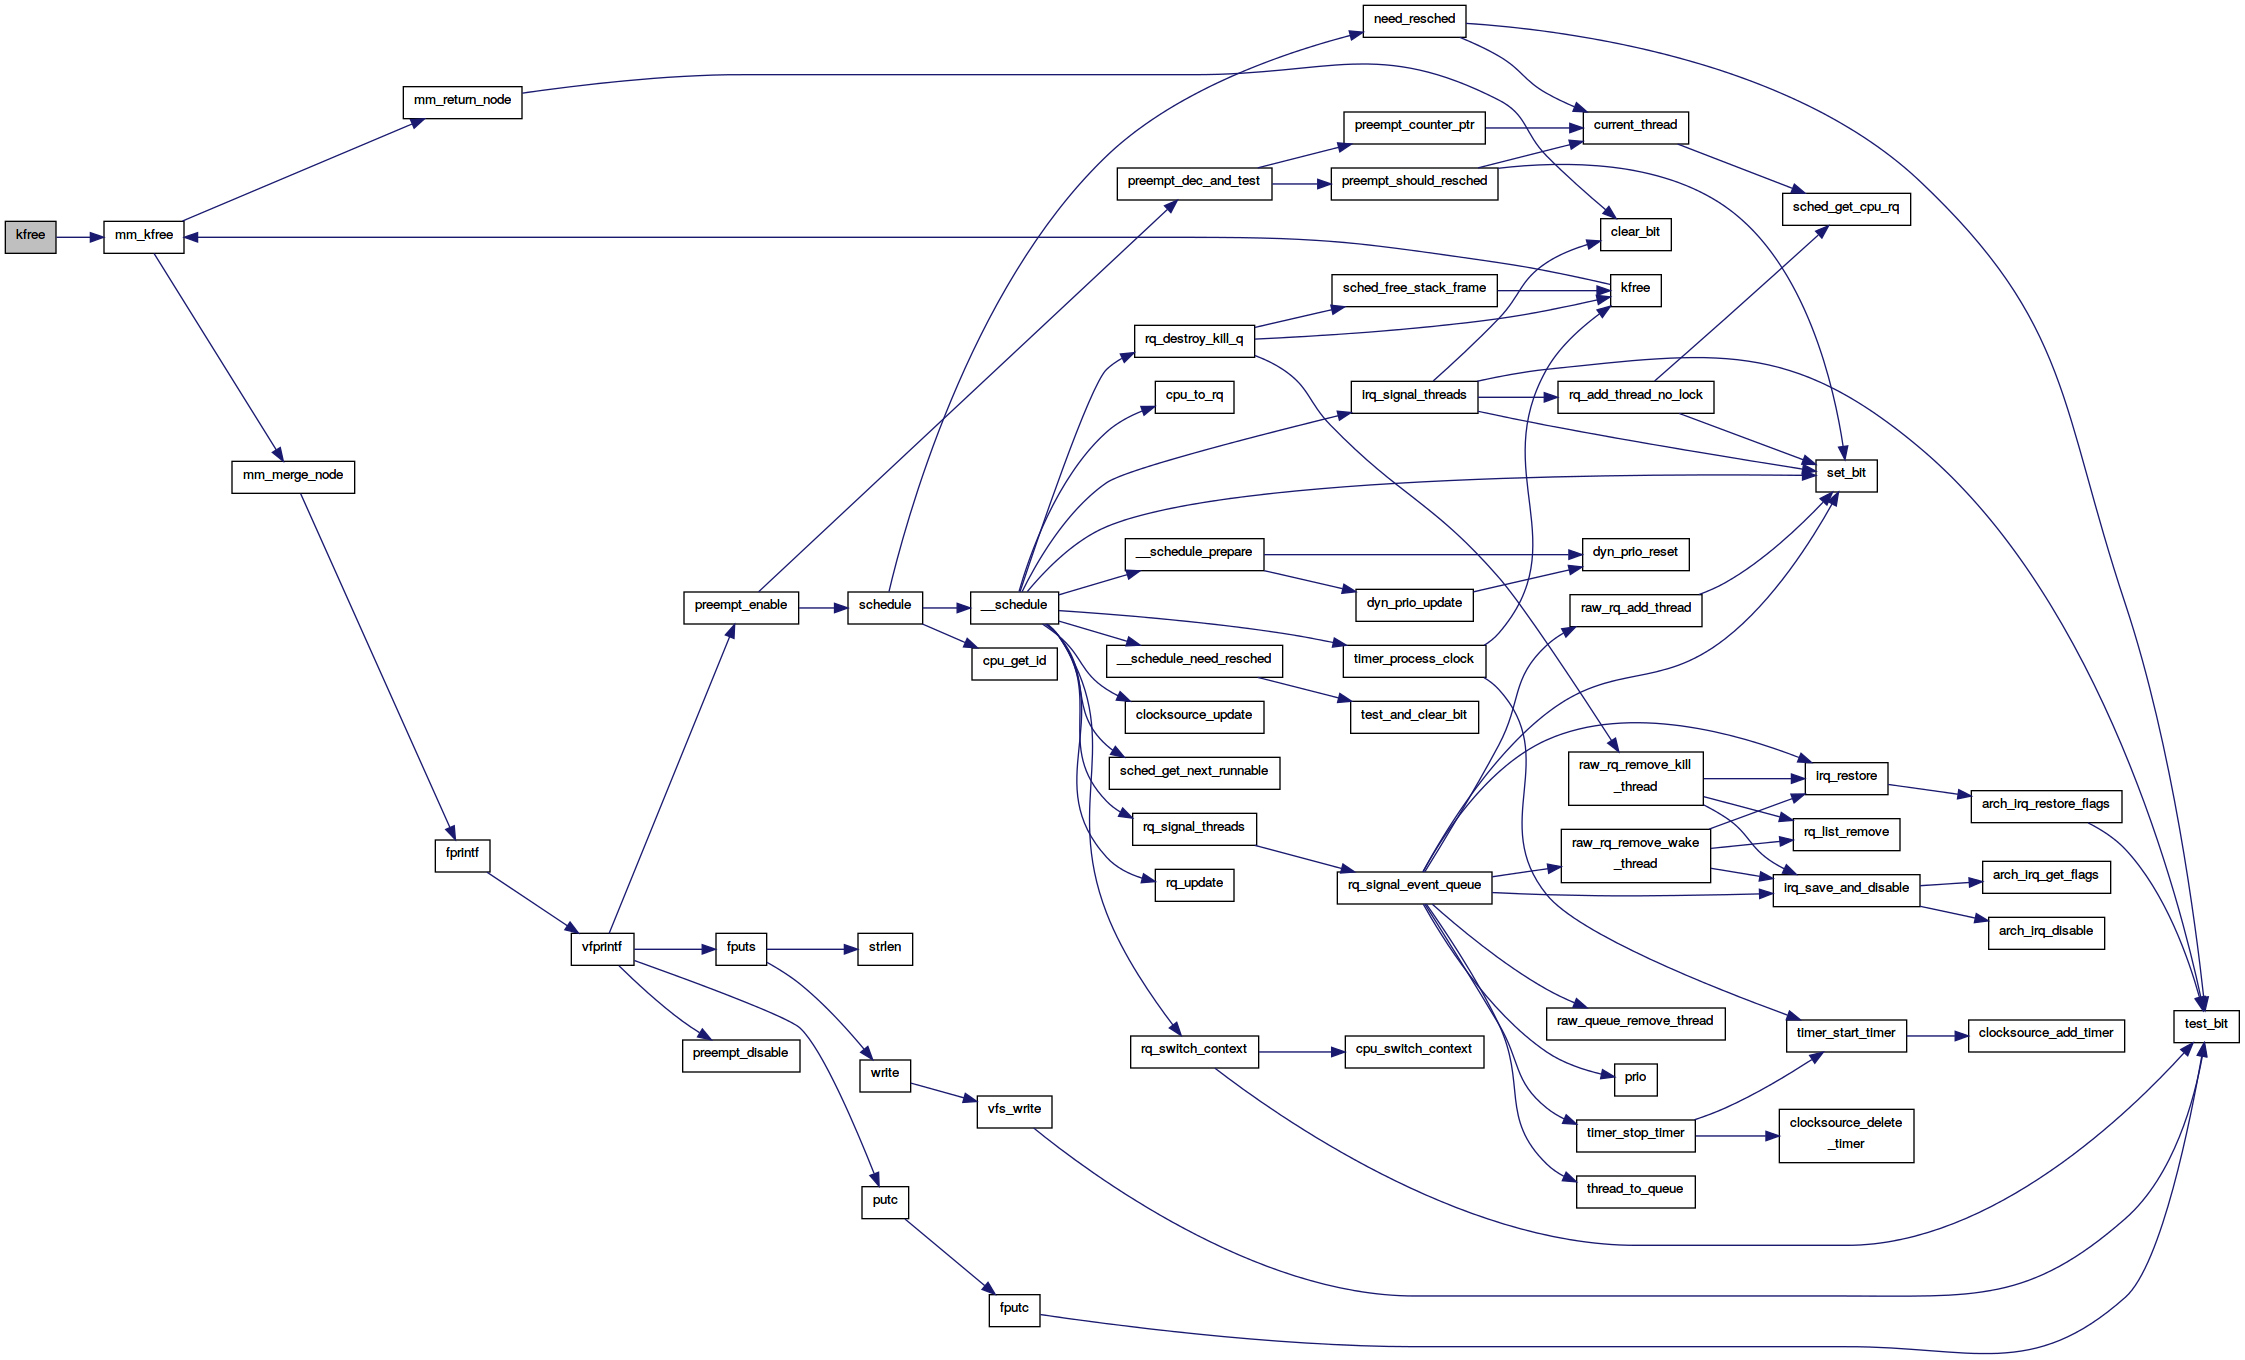 need_resched
mm_return_node
preempt_counter_ptr
current_thread
preempt_dec_and_test
preempt_should_resched
sched_get_cpu_rq
kfree
mm_kfree
clear_bit
sched_free_stack_frame
kfree
rq_destroy_kill_q
cpu_to_rq
irq_signal_threads
rq_add_thread_no_lock
mm_merge_node
set_bit
__schedule_prepare
dyn_prio_reset
preempt_enable
schedule
__schedule
dyn_prio_update
raw_rq_add_thread
cpu_get_id
__schedule_need_resched
timer_process_clock
clocksource_update
test_and_clear_bit
sched_get_next_runnable
raw_rq_remove_kill
_thread
irq_restore
arch_irq_restore_flags
rq_signal_threads
rq_list_remove
fprintf
raw_rq_remove_wake
_thread
rq_update
rq_signal_event_queue
irq_save_and_disable
arch_irq_get_flags
arch_irq_disable
vfprintf
fputs
strlen
raw_queue_remove_thread
test_bit
timer_start_timer
clocksource_add_timer
preempt_disable
rq_switch_context
cpu_switch_context
write
prio
vfs_write
timer_stop_timer
clocksource_delete
_timer
putc
thread_to_queue
fputc